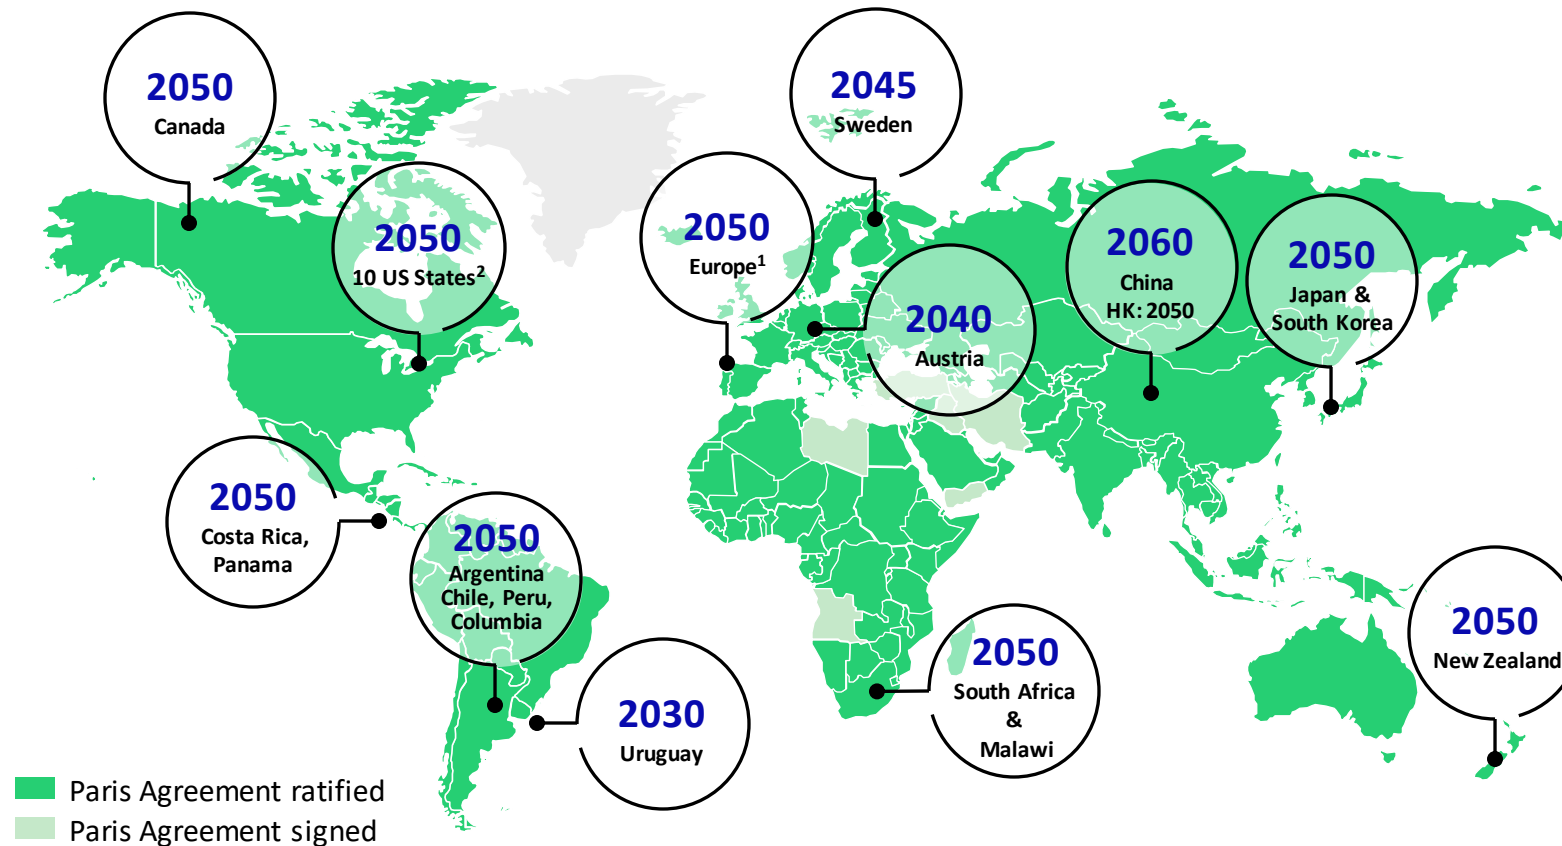 2050
Canada
2045
Sweden
2050
10 US States²
2050
Europe¹
2040
Austria
2060
China
HK: 2050
2050
Japan &
South Korea
2050
Costa Rica,
Panama
2050
Argentina
Chile, Peru,
Columbia
2030
Uruguay
2050
South Africa
&
Malawi
2050
New Zealand
Paris Agreement ratified
Paris Agreement signed